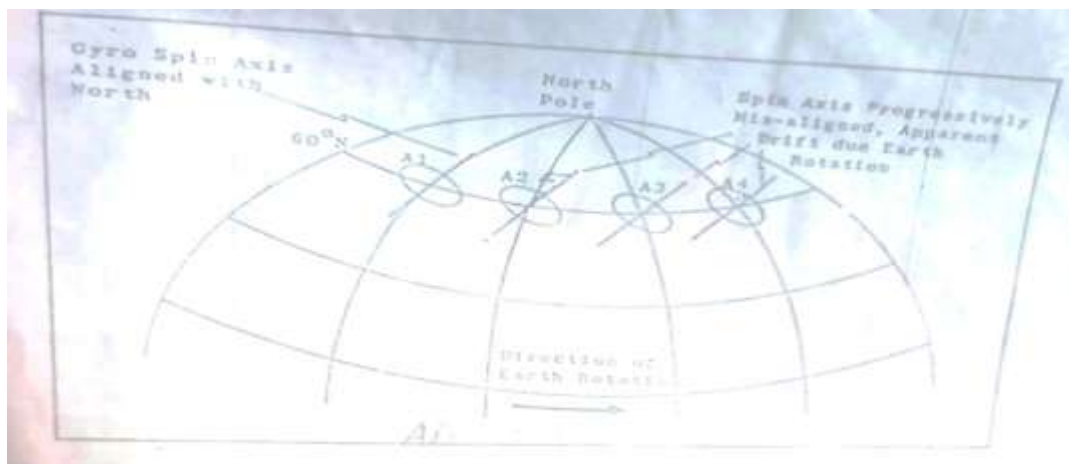 Gyro Spin Axis
Aligned with
North
60°N
North
Pole
Spin Axis Progressively
Mis-aligned, Apparent
Drift due Earth
Rotation
A1
A2
A3
A4
Direction of
Earth Rotati